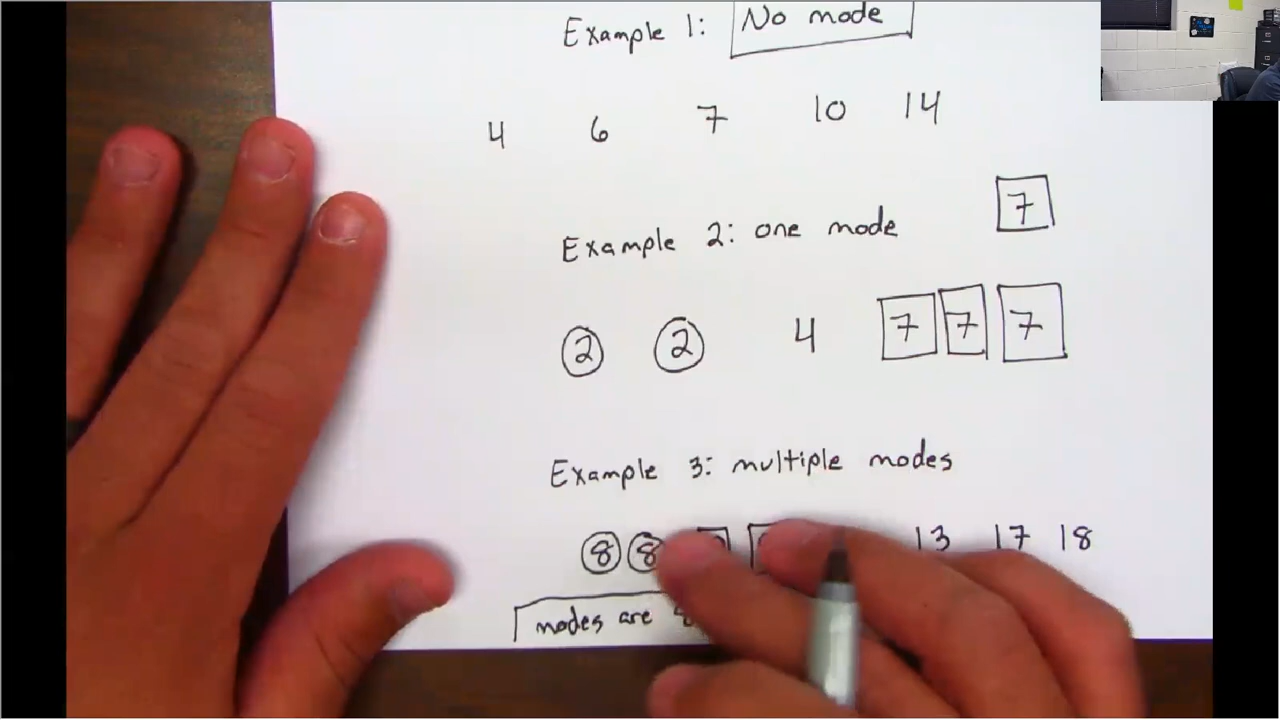 Example 1: No mode
4 6 7 10 14
7
Example 2: one mode
2 2 4 7 7 7
Example 3: multiple modes
8 8 13 17 18
modes are